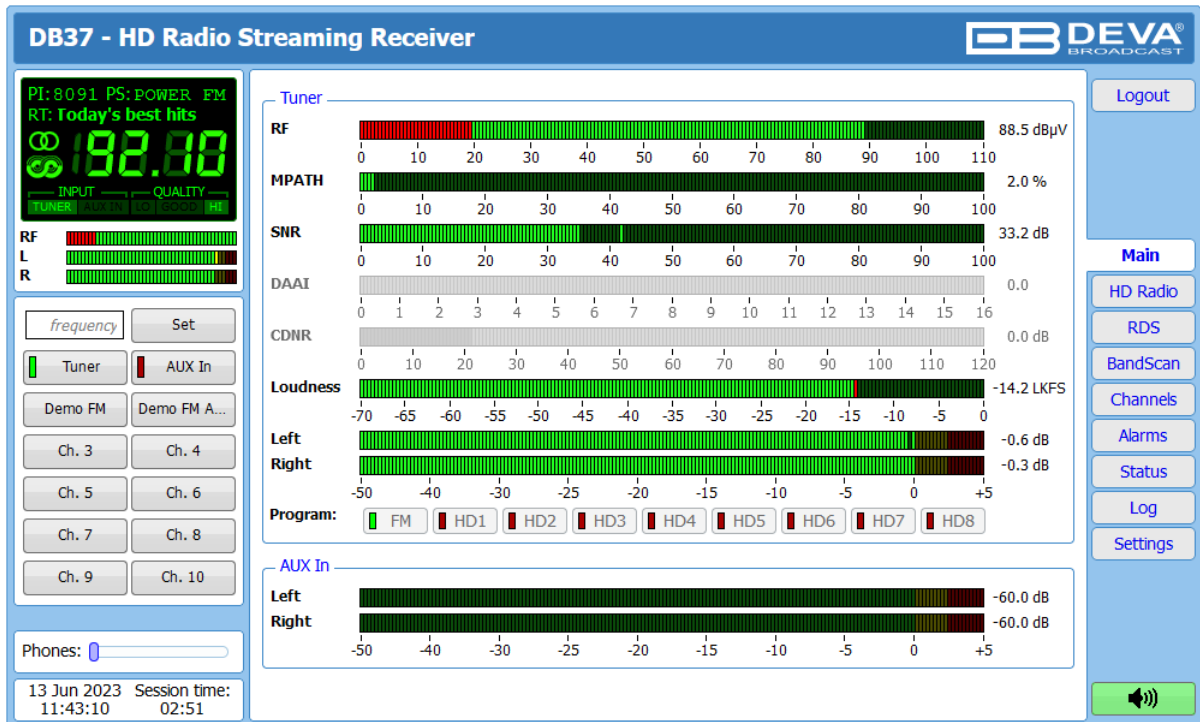 DB37 - HD Radio Streaming Receiver
DEVA®
BROADCAST
PI:8091 PS:POWER FM
RT: Today's best hits
92.10
INPUT QUALITY
TUNER AUX IN LO GOOD HI
RF
L
R
frequency Set
Tuner AUX In
Demo FM Demo FM A...
Ch. 3 Ch. 4
Ch. 5 Ch. 6
Ch. 7 Ch. 8
Ch. 9 Ch. 10
Phones:
13 Jun 2023 Session time:
11:43:10 02:51
Tuner
RF 88.5 dBµV
0 10 20 30 40 50 60 70 80 90 100 110
MPATH 2.0 %
0 10 20 30 40 50 60 70 80 90 100
SNR 33.2 dB
0 10 20 30 40 50 60 70 80 90 100
DAAI 0.0
0 1 2 3 4 5 6 7 8 9 10 11 12 13 14 15 16
CDNR 0.0 dB
0 10 20 30 40 50 60 70 80 90 100 110 120
Loudness -14.2 LKFS
-70 -65 -60 -55 -50 -45 -40 -35 -30 -25 -20 -15 -10 -5 0
Left -0.6 dB
Right -0.3 dB
-50 -40 -30 -25 -20 -15 -10 -5 0 +5
Program: FM HD1 HD2 HD3 HD4 HD5 HD6 HD7 HD8
AUX In
Left -60.0 dB
Right -60.0 dB
-50 -40 -30 -25 -20 -15 -10 -5 0 +5
Logout
Main
HD Radio
RDS
BandScan
Channels
Alarms
Status
Log
Settings